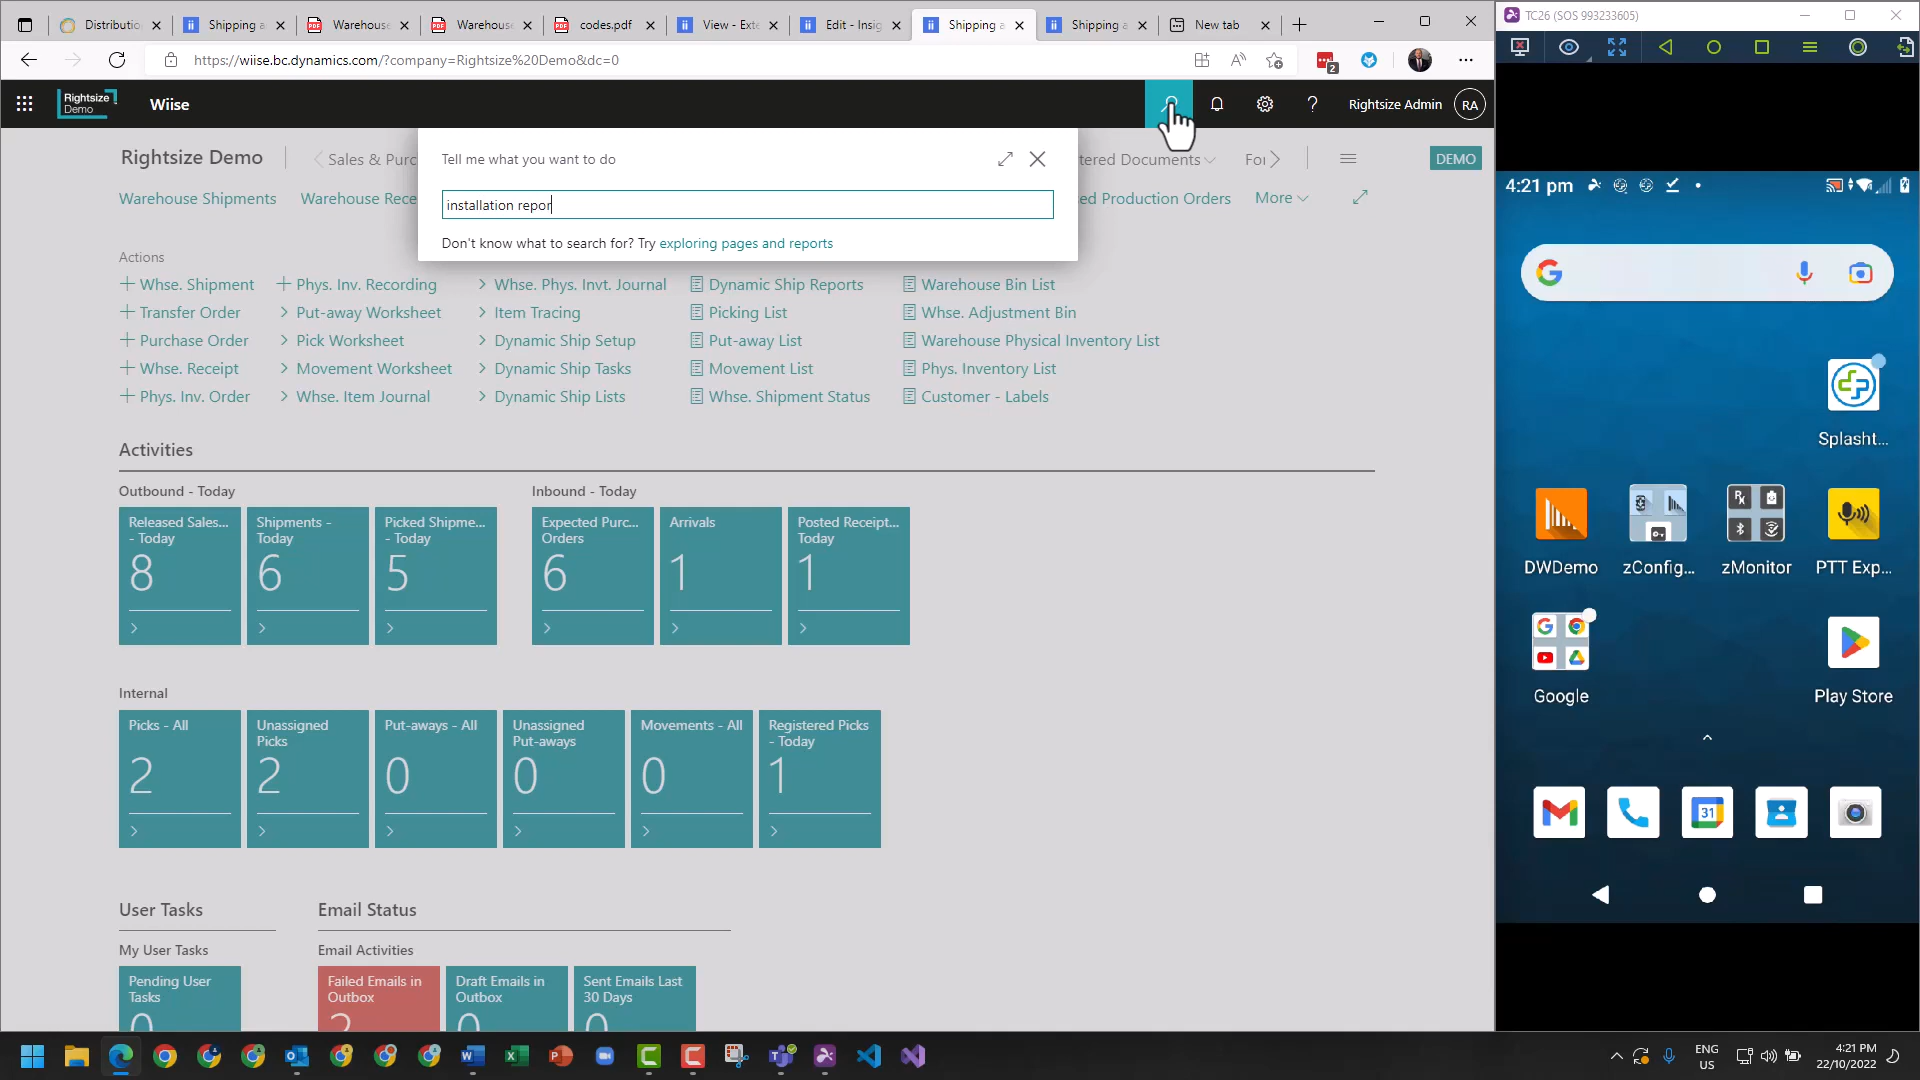 Distributio
Shipping a
Warehouse
Warehouse
codes.pdf
View - Exte
Edit - Insig
Shipping a
Shipping a
New tab
TC26 (SOS 993233605)
https://wiise.bc.dynamics.com/?company=Rightsize%20Demo&dc=0
2
Rightsize
Demo
Wiise
Rightsize Admin
RA
Rightsize Demo
Sales & Purc
Tell me what you want to do
tered Documents
For
DEMO
Warehouse Shipments
Warehouse Rece
installation repor
ed Production Orders
More
Don't know what to search for? Try exploring pages and reports
Actions
Whse. Shipment
Phys. Inv. Recording
Whse. Phys. Invt. Journal
Dynamic Ship Reports
Warehouse Bin List
Transfer Order
Put-away Worksheet
Item Tracing
Picking List
Whse. Adjustment Bin
Purchase Order
Pick Worksheet
Dynamic Ship Setup
Put-away List
Warehouse Physical Inventory List
Whse. Receipt
Movement Worksheet
Dynamic Ship Tasks
Movement List
Phys. Inventory List
Phys. Inv. Order
Whse. Item Journal
Dynamic Ship Lists
Whse. Shipment Status
Customer - Labels
Activities
Outbound - Today
Inbound - Today
Released Sales...
- Today
8
Shipments -
Today
6
Picked Shipme...
- Today
5
Expected Purc...
Orders
6
Arrivals
1
Posted Receipt...
Today
1
Internal
Picks - All
2
Unassigned
Picks
2
Put-aways - All
0
Unassigned
Put-aways
0
Movements - All
0
Registered Picks
- Today
1
User Tasks
Email Status
My User Tasks
Email Activities
Pending User
Tasks
0
Failed Emails in
Outbox
2
Draft Emails in
Outbox
0
Sent Emails Last
30 Days
0
4:21 pm
Splasht...
DWDemo
zConfig...
zMonitor
PTT Exp...
Google
Play Store
31
ENG
US
4:21 PM
22/10/2022